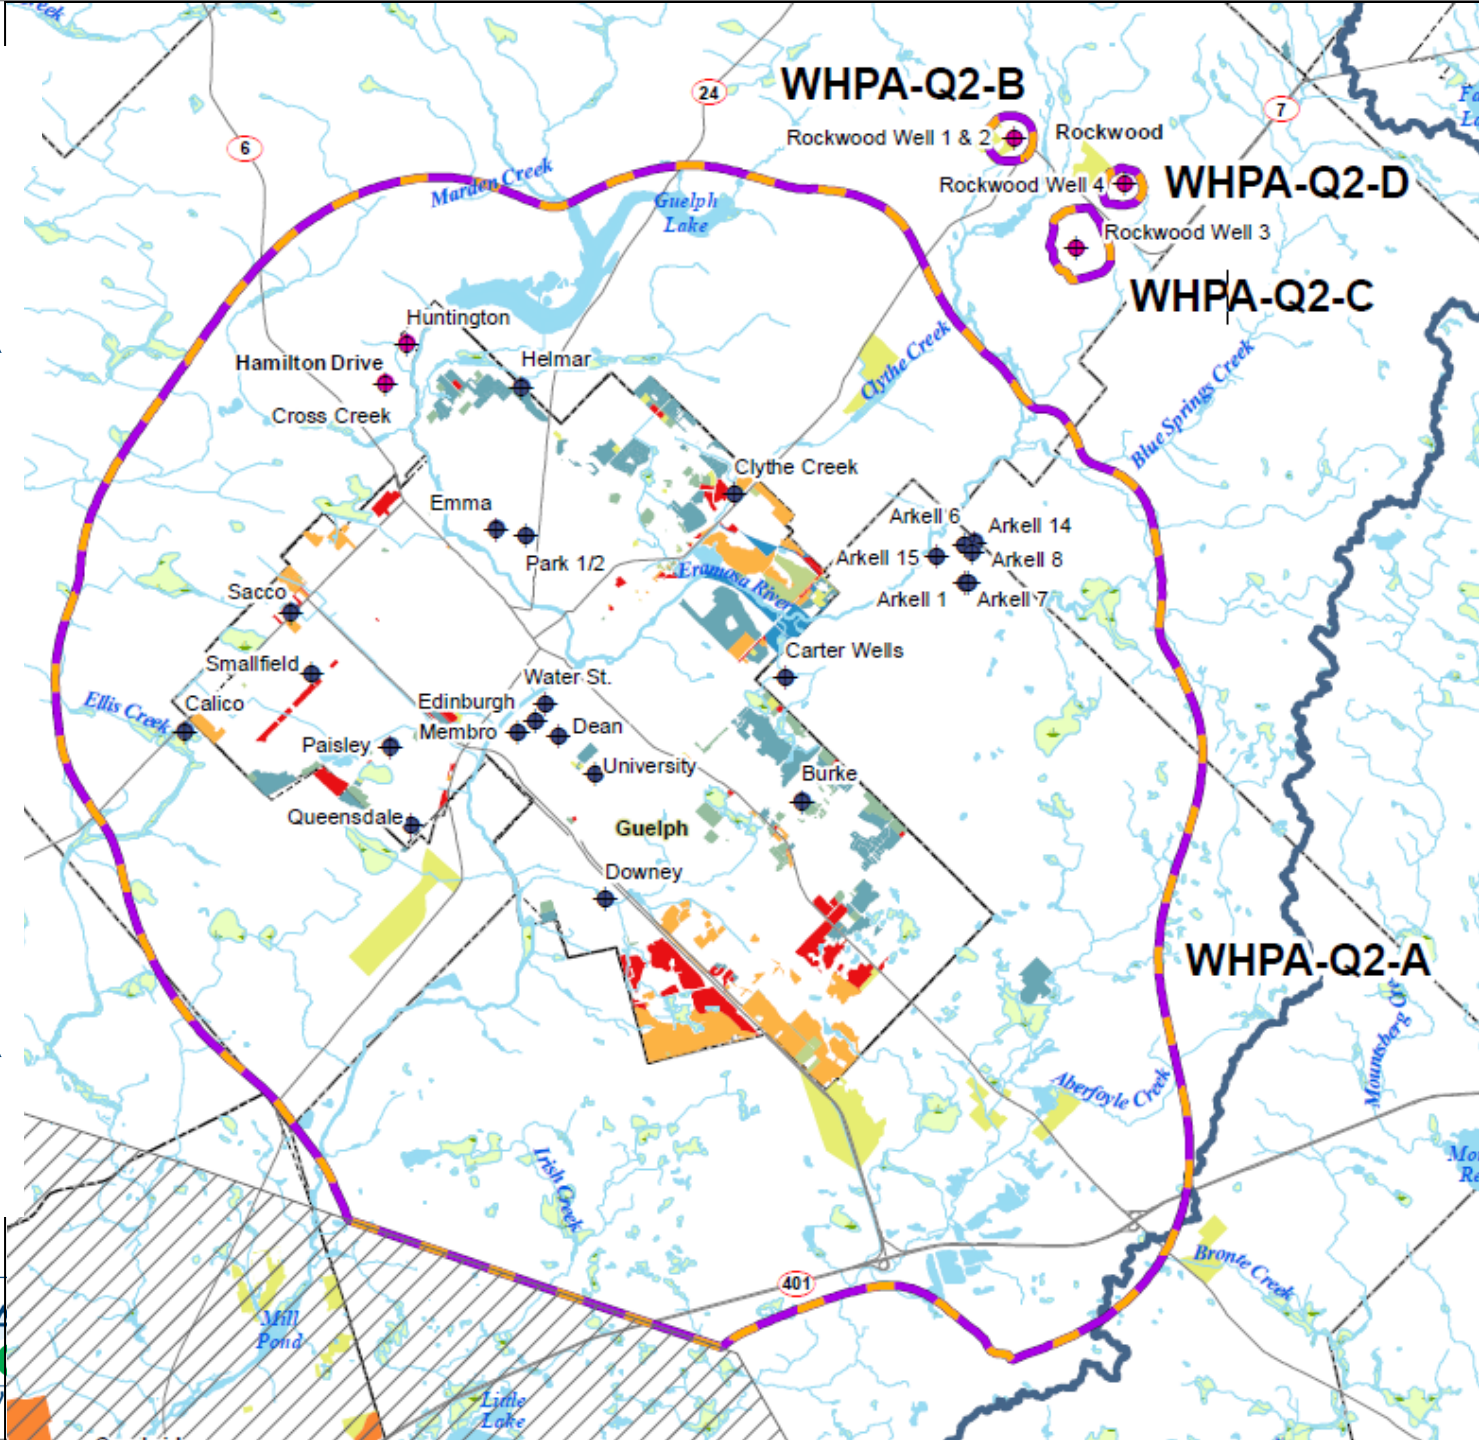 Creek
WHPA-Q2-B
24
7
Rockwood Well 1 & 2
Rockwood
6
Marden Creek
Rockwood Well 4
WHPA-Q2-D
Guelph
Lake
Rockwood Well 3
WHPA-Q2-C
Huntington
Hamilton Drive
Helmar
Cross Creek
Clythe Creek
Blue Springs Creek
Clythe Creek
Emma
Arkell 6
Arkell 14
Park 1/2
Arkell 15
Arkell 8
Eramosa River
Sacco
Arkell 1
Arkell 7
Carter Wells
Smallfield
Water St.
Ellis Creek
Calico
Edinburgh
Membro
Dean
Paisley
University
Burke
Queensdale
Guelph
Downey
WHPA-Q2-A
Mountsberg
Aberfoyle Creek
Irish Creek
Bronte Creek
401
Mill
Pond
Little
Lake